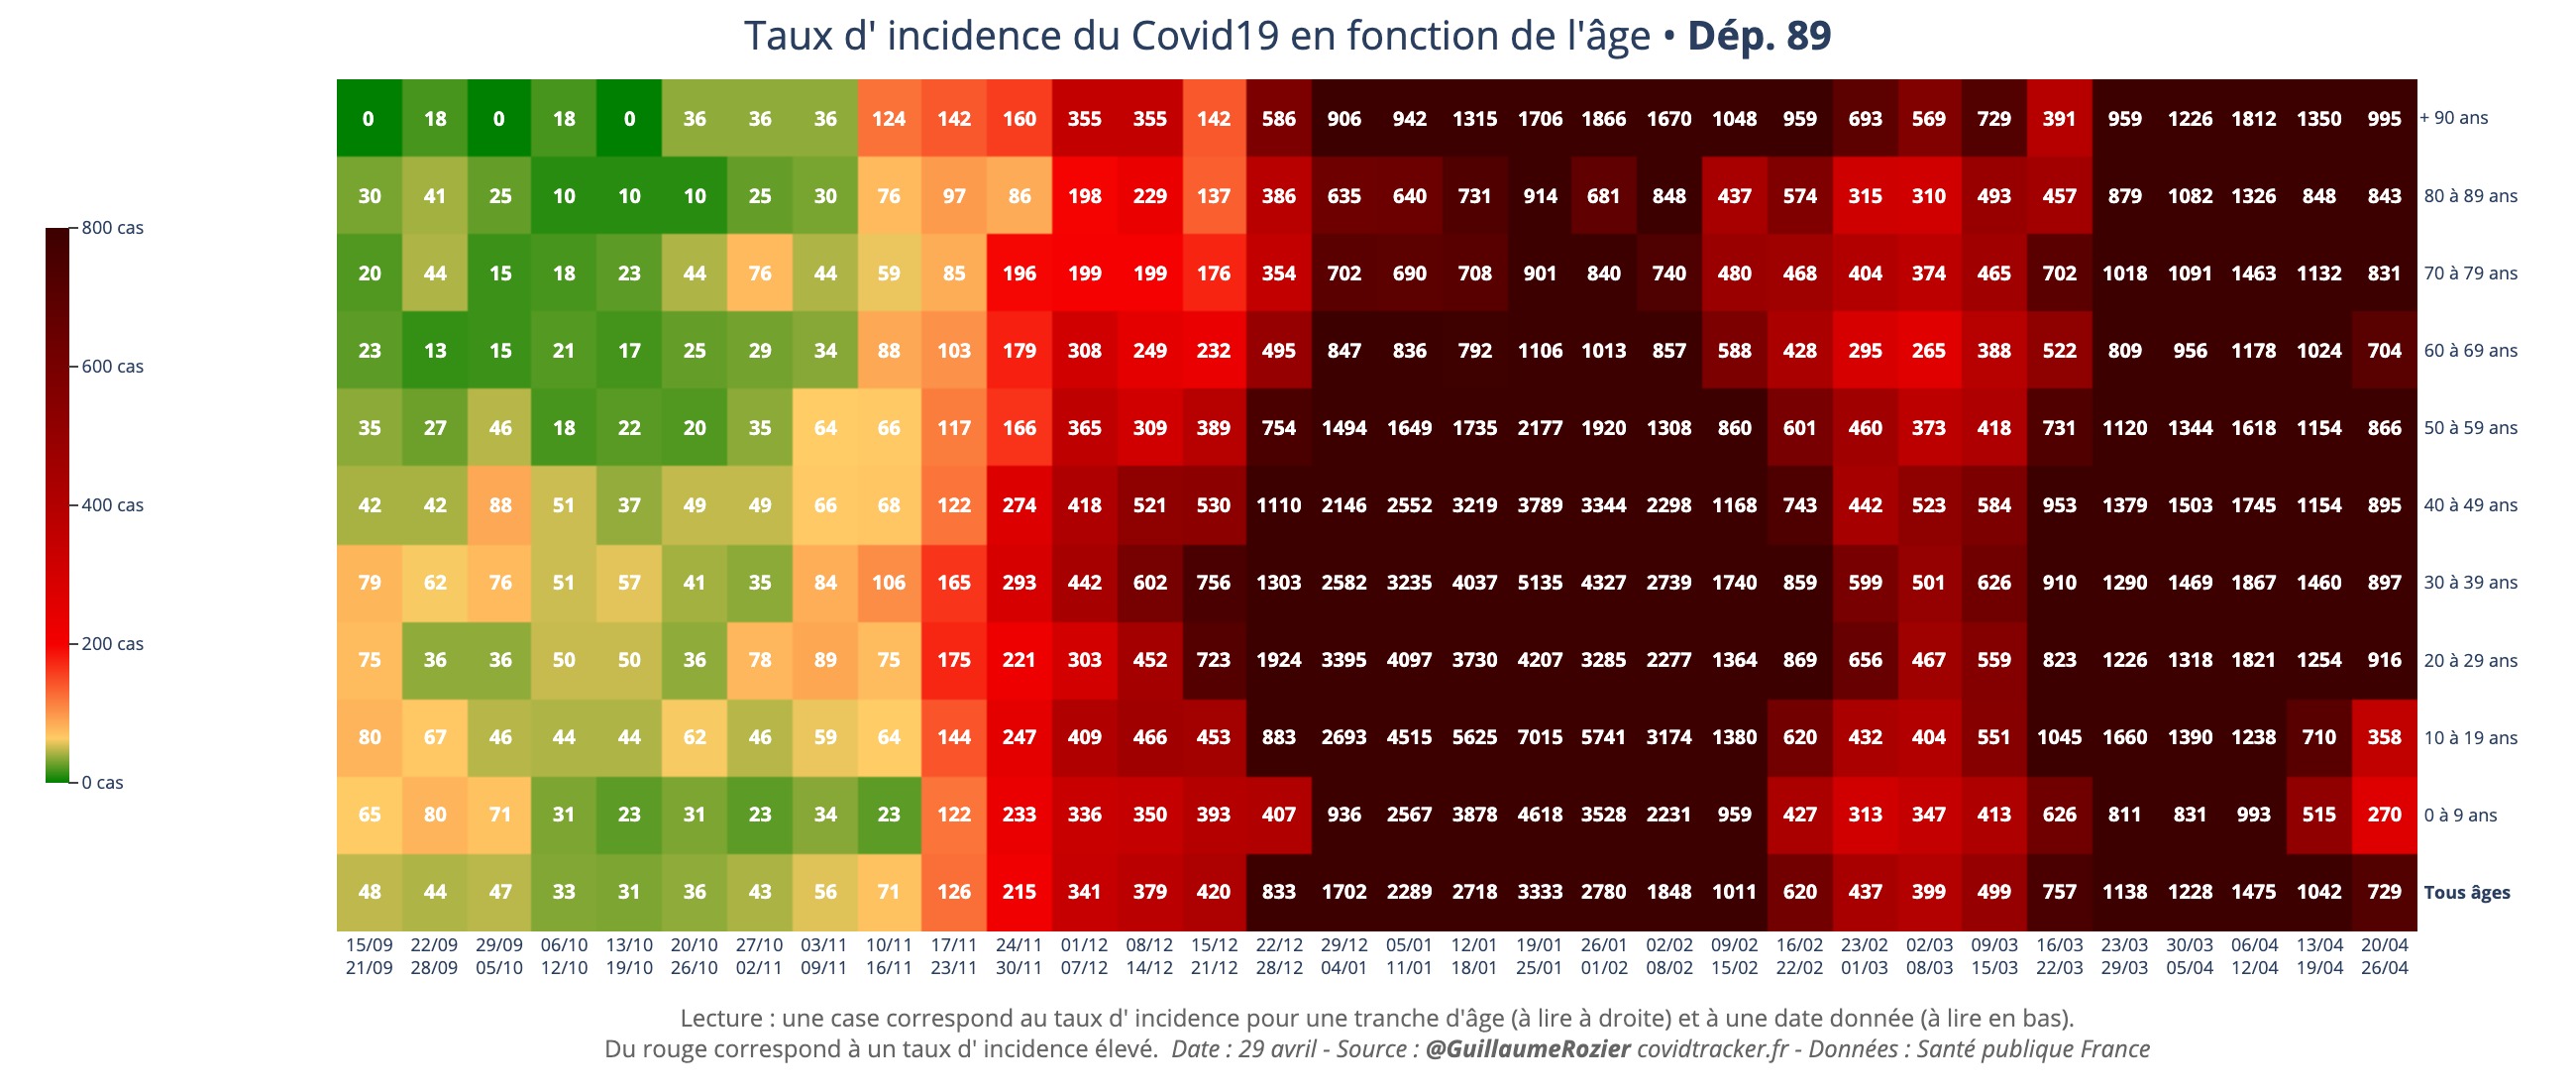 Taux d' incidence du Covid19 en fonction de l'âge • Dép. 89
0 18 0 18 0 36 36 36 124 142 160 355 355 142 586 906 942 1315 1706 1866 1670 1048 959 693 569 729 391 959 1226 1812 1350 995 + 90 ans
30 41 25 10 10 10 25 30 76 97 86 198 229 137 386 635 640 731 914 681 848 437 574 315 310 493 457 879 1082 1326 848 843 80 à 89 ans
800 cas
20 44 15 18 23 44 76 44 59 85 196 199 199 176 354 702 690 708 901 840 740 480 468 404 374 465 702 1018 1091 1463 1132 831 70 à 79 ans
23 13 15 21 17 25 29 34 88 103 179 308 249 232 495 847 836 792 1106 1013 857 588 428 295 265 388 522 809 956 1178 1024 704 60 à 69 ans
600 cas
35 27 46 18 22 20 35 64 66 117 166 365 309 389 754 1494 1649 1735 2177 1920 1308 860 601 460 373 418 731 1120 1344 1618 1154 866 50 à 59 ans
400 cas
42 42 88 51 37 49 49 66 68 122 274 418 521 530 1110 2146 2552 3219 3789 3344 2298 1168 743 442 523 584 953 1379 1503 1745 1154 895 40 à 49 ans
79 62 76 51 57 41 35 84 106 165 293 442 602 756 1303 2582 3235 4037 5135 4327 2739 1740 859 599 501 626 910 1290 1469 1867 1460 897 30 à 39 ans
200 cas
75 36 36 50 50 36 78 89 75 175 221 303 452 723 1924 3395 4097 3730 4207 3285 2277 1364 869 656 467 559 823 1226 1318 1821 1254 916 20 à 29 ans
80 67 46 44 44 62 46 59 64 144 247 409 466 453 883 2693 4515 5625 7015 5741 3174 1380 620 432 404 551 1045 1660 1390 1238 710 358 10 à 19 ans
0 cas
65 80 71 31 23 31 23 34 23 122 233 336 350 393 407 936 2567 3878 4618 3528 2231 959 427 313 347 413 626 811 831 993 515 270 0 à 9 ans
48 44 47 33 31 36 43 56 71 126 215 341 379 420 833 1702 2289 2718 3333 2780 1848 1011 620 437 399 499 757 1138 1228 1475 1042 729 Tous âges
15/09 22/09 29/09 06/10 13/10 20/10 27/10 03/11 10/11 17/11 24/11 01/12 08/12 15/12 22/12 29/12 05/01 12/01 19/01 26/01 02/02 09/02 16/02 23/02 02/03 09/03 16/03 23/03 30/03 06/04 13/04 20/04
21/09 28/09 05/10 12/10 19/10 26/10 02/11 09/11 16/11 23/11 30/11 07/12 14/12 21/12 28/12 04/01 11/01 18/01 25/01 01/02 08/02 15/02 22/02 01/03 08/03 15/03 22/03 29/03 05/04 12/04 19/04 26/04
Lecture : une case correspond au taux d' incidence pour une tranche d'âge (à lire à droite) et à une date donnée (à lire en bas).
Du rouge correspond à un taux d' incidence élevé. Date : 29 avril - Source : @GuillaumeRozier covidtracker.fr - Données : Santé publique France